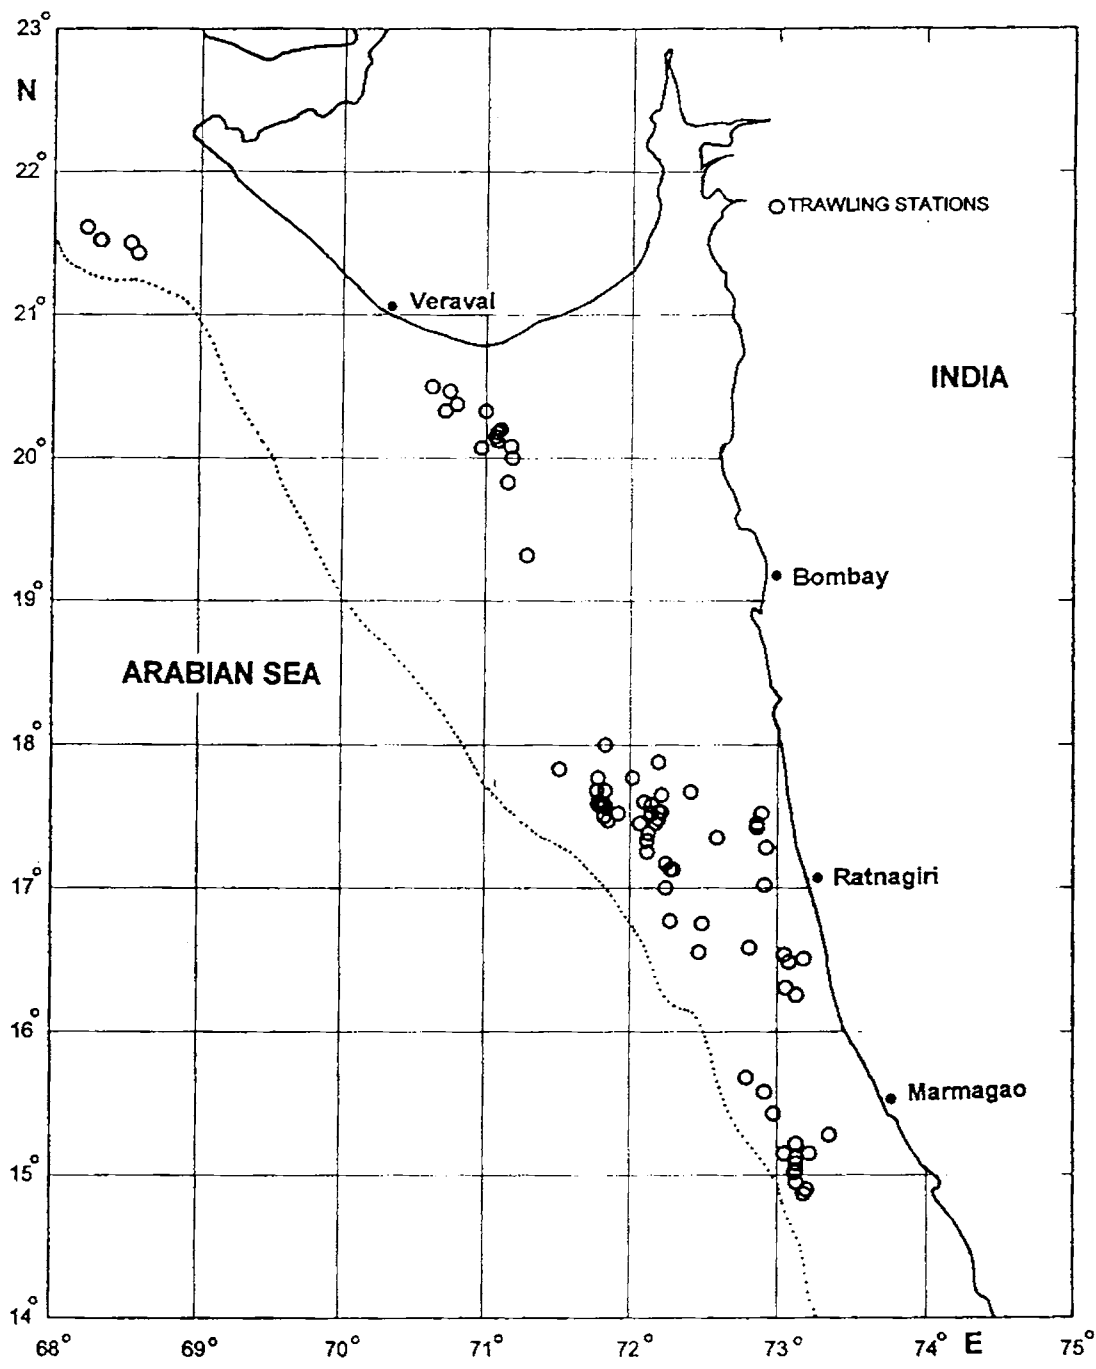 23°
N
22°
TRAWLING STATIONS
21°
Veraval
INDIA
20°
19°
Bombay
ARABIAN SEA
18°
17°
Ratnagiri
16°
Marmagao
15°
14°
68° 69° 70° 71° 72° 73° 74° E 75°